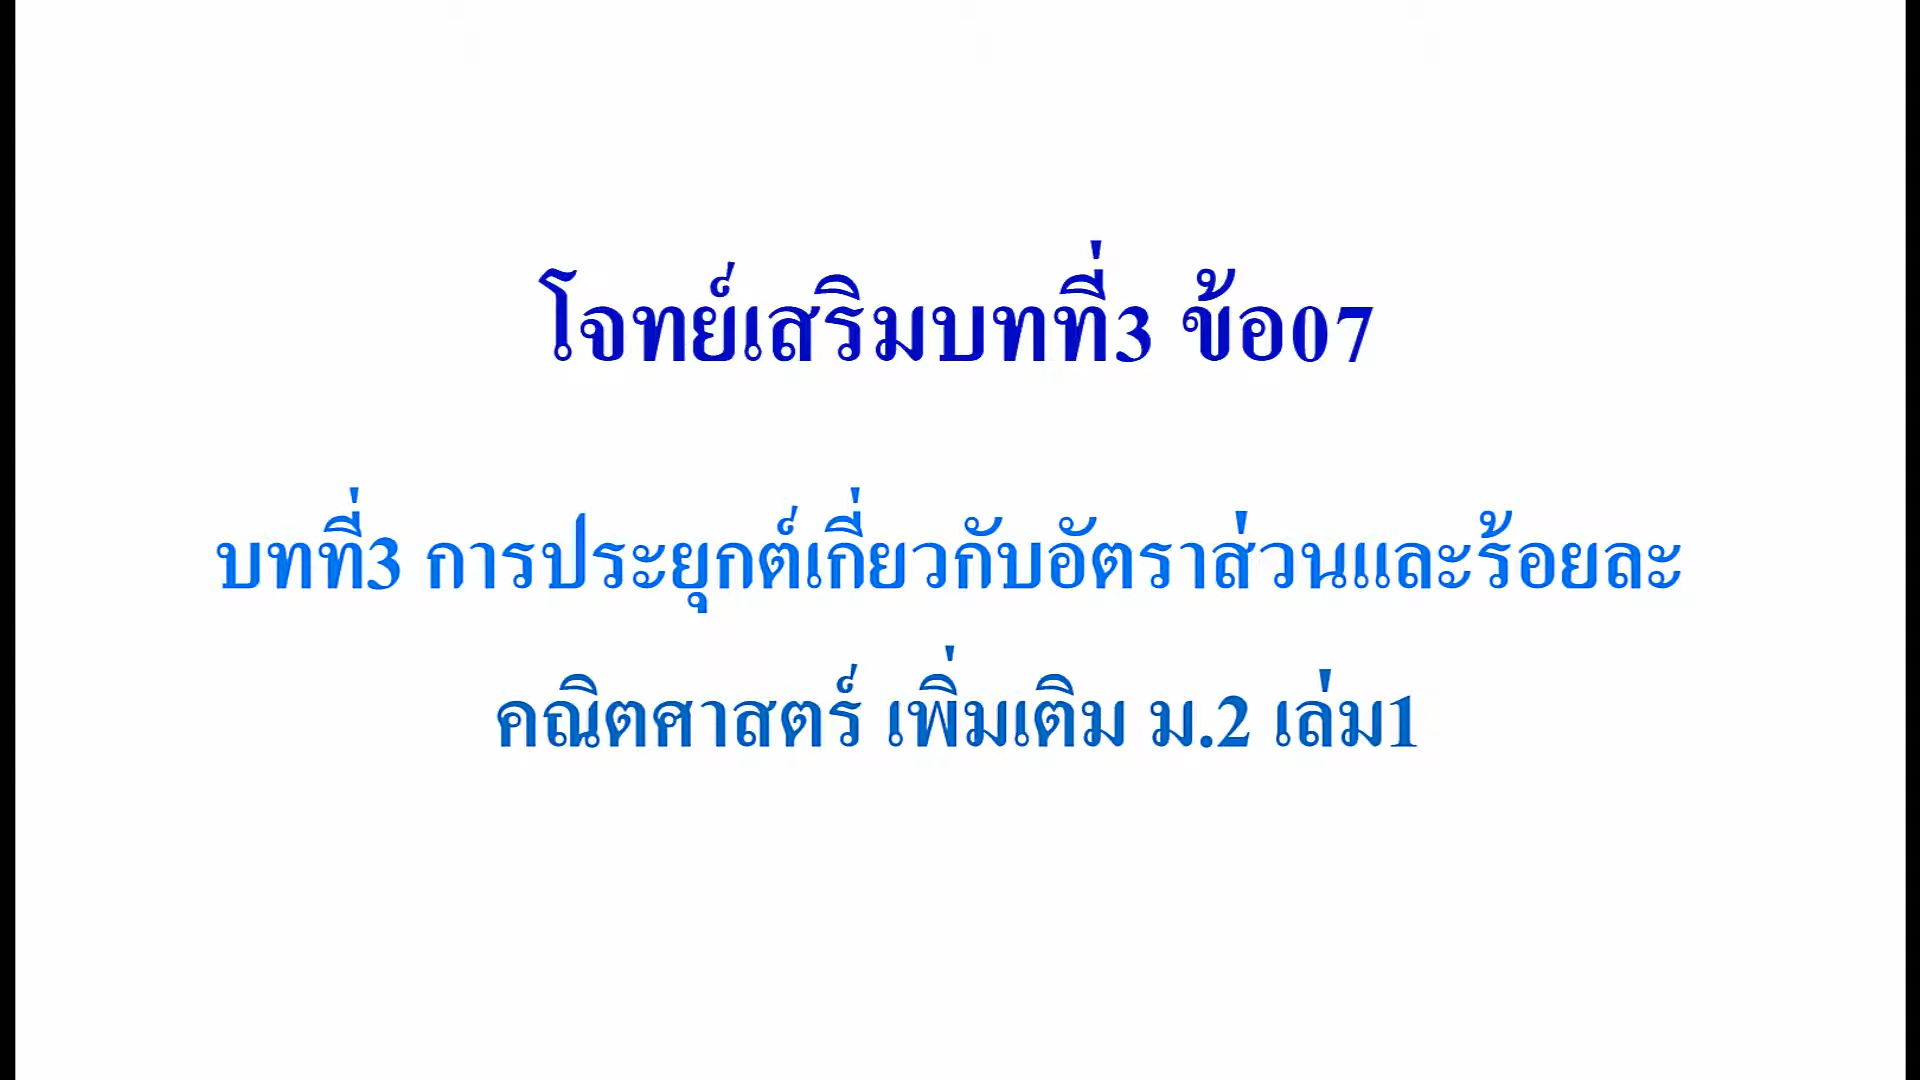 โจทย์เสริมบทที่3 ข้อ07
บทที่3 การประยุกต์เกี่ยวกับอัตราส่วนและร้อยละ
คณิตศาสตร์ เพิ่มเติม ม.2 เล่ม1